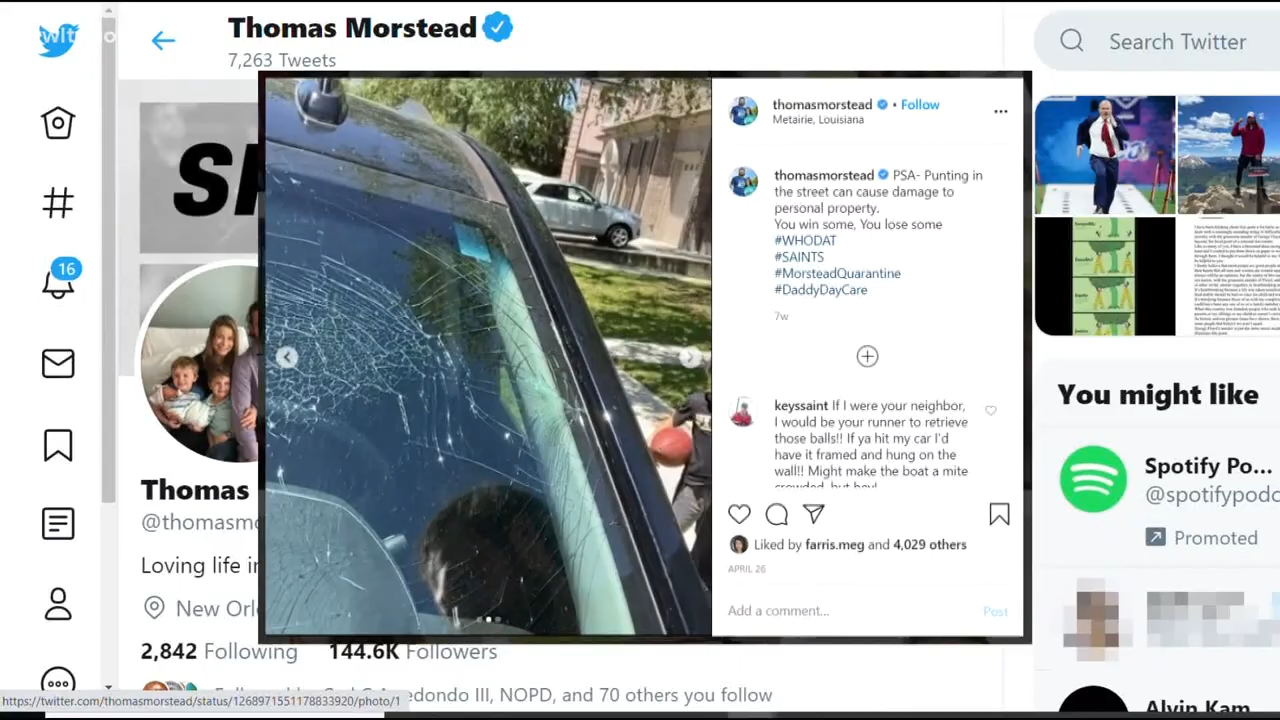 Thomas Morstead
7,263 Tweets
Search Twitter
16
thomasmorstead • Follow
Metairie, Louisiana
thomasmorstead PSA- Punting in
the street can cause damage to
personal property.
You win some, You lose some
#WHODAT
#SAINTS
#MorsteadQuarantine
#DaddyDayCare
7w
keyssaint If I were your neighbor,
I would be your runner to retrieve
those balls!! If ya hit my car I'd
have it framed and hung on the
wall!! Might make the boat a mite
crowded, but hey!
Liked by farris.meg and 4,029 others
APRIL 26
Add a comment...
Post
Thomas
@thomasmo
Loving life in
New Orl
2,842 Following
144.6K Followers
edondo III, NOPD, and 70 others you follow
https://twitter.com/thomasmorstead/status/1268971551178833920/photo/1
You might like
Spotify Po...
@spotifypodc
Promoted
Alvin Kam